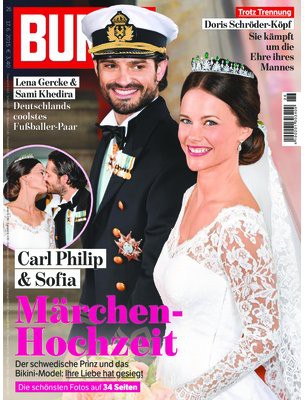 BUN
Trotz Trennung
Doris Schröder-Köpf
Sie kämpft um
die Ehre ihres
Mannes
Lena Gercke &
Sami Khedira
Deutschlands
coolstes
Fußballer-Paar
Carl Philip
& Sofia
Märchen-
Hochzeit
Der schwedische Prinz und das
Bikini-Model: Ihre Liebe hat gesiegt
Die schönsten Fotos auf 34 Seiten